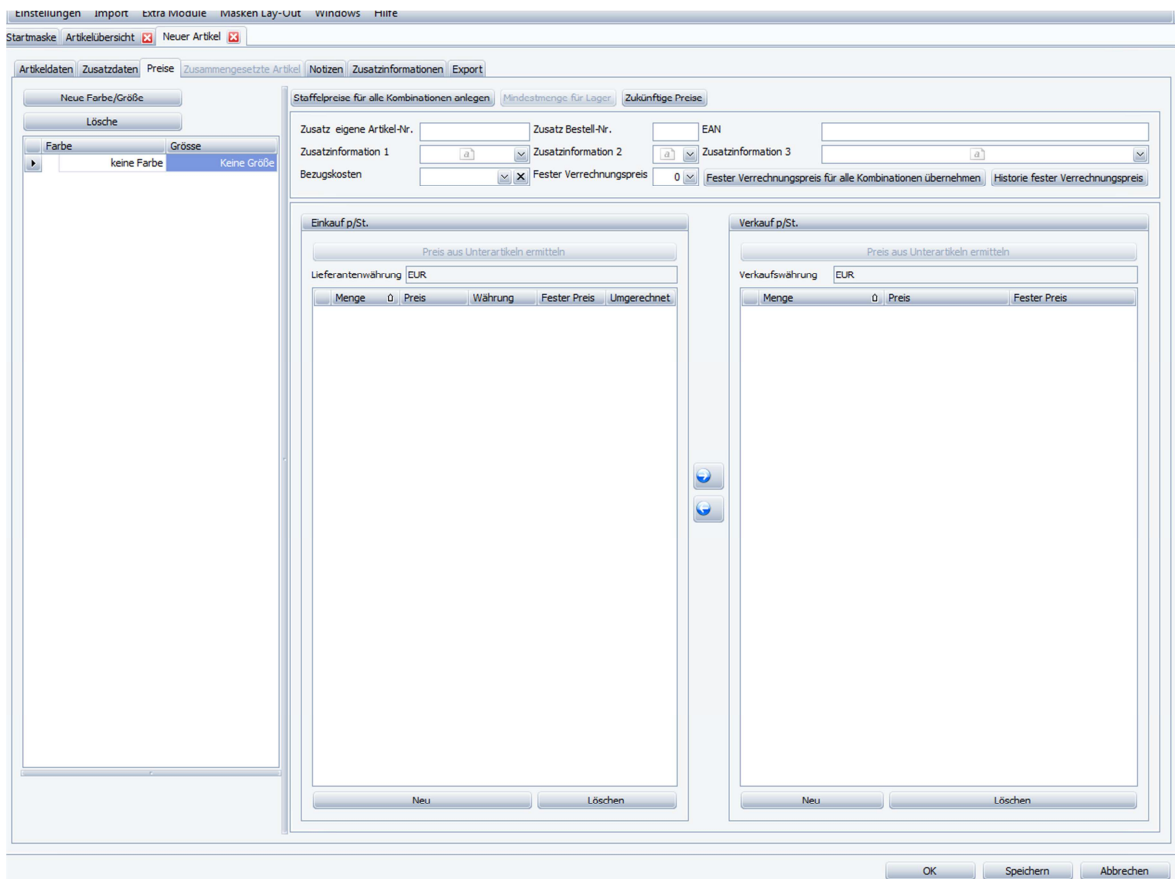 Einstellungen Import Extra Module Masken Lay-Out Windows Hilfe
Startmaske Artikelübersicht Neuer Artikel
Artikeldaten Zusatzdaten Preise Zusammengesetzte Artikel Notizen Zusatzinformationen Export
Neue Farbe/Größe
Lösche
Farbe Grösse
keine Farbe Keine Größe
Staffelpreise für alle Kombinationen anlegen Mindestmenge für Lager Zukünftige Preise
Zusatz eigene Artikel-Nr. Zusatz Bestell-Nr. EAN
Zusatzinformation 1 a Zusatzinformation 2 a Zusatzinformation 3 a
Bezugskosten Fester Verrechnungspreis 0 Fester Verrechnungspreis für alle Kombinationen übernehmen Historie fester Verrechnungspreis
Einkauf p/St.
Preis aus Unterartikeln ermitteln
Lieferantenwährung EUR
Menge Preis Währung Fester Preis Umgerechnet
Neu Löschen
Verkauf p/St.
Preis aus Unterartikeln ermitteln
Verkaufswährung EUR
Menge Preis Fester Preis
Neu Löschen
OK Speichern Abbrechen